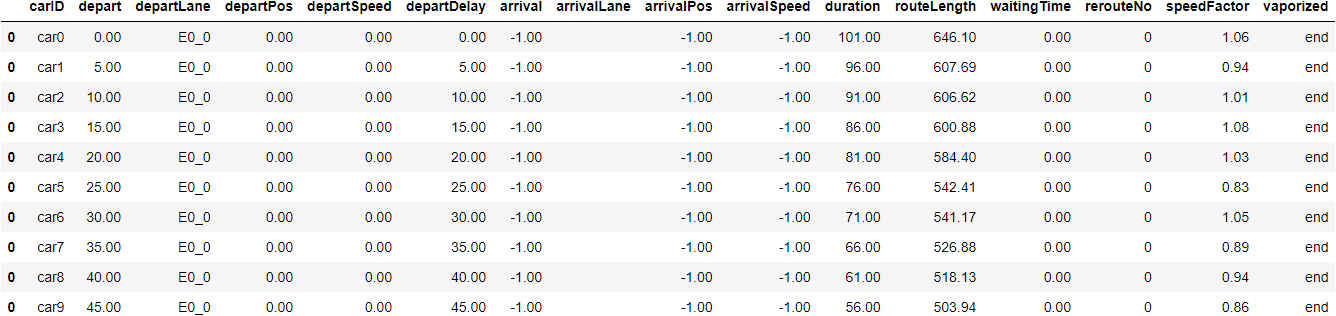 carID depart departLane departPos departSpeed departDelay arrival arrivalLane arrivalPos arrivalSpeed duration routeLength waitingTime rerouteNo speedFactor vaporized
0 car0 0.00 E0_0 0.00 0.00 0.00 -1.00 -1.00 -1.00 101.00 646.10 0.00 0 1.06 end
0 car1 5.00 E0_0 0.00 0.00 5.00 -1.00 -1.00 -1.00 96.00 607.69 0.00 0 0.94 end
0 car2 10.00 E0_0 0.00 0.00 10.00 -1.00 -1.00 -1.00 91.00 606.62 0.00 0 1.01 end
0 car3 15.00 E0_0 0.00 0.00 15.00 -1.00 -1.00 -1.00 86.00 600.88 0.00 0 1.08 end
0 car4 20.00 E0_0 0.00 0.00 20.00 -1.00 -1.00 -1.00 81.00 584.40 0.00 0 1.03 end
0 car5 25.00 E0_0 0.00 0.00 25.00 -1.00 -1.00 -1.00 76.00 542.41 0.00 0 0.83 end
0 car6 30.00 E0_0 0.00 0.00 30.00 -1.00 -1.00 -1.00 71.00 541.17 0.00 0 1.05 end
0 car7 35.00 E0_0 0.00 0.00 35.00 -1.00 -1.00 -1.00 66.00 526.88 0.00 0 0.89 end
0 car8 40.00 E0_0 0.00 0.00 40.00 -1.00 -1.00 -1.00 61.00 518.13 0.00 0 0.94 end
0 car9 45.00 E0_0 0.00 0.00 45.00 -1.00 -1.00 -1.00 56.00 503.94 0.00 0 0.86 end